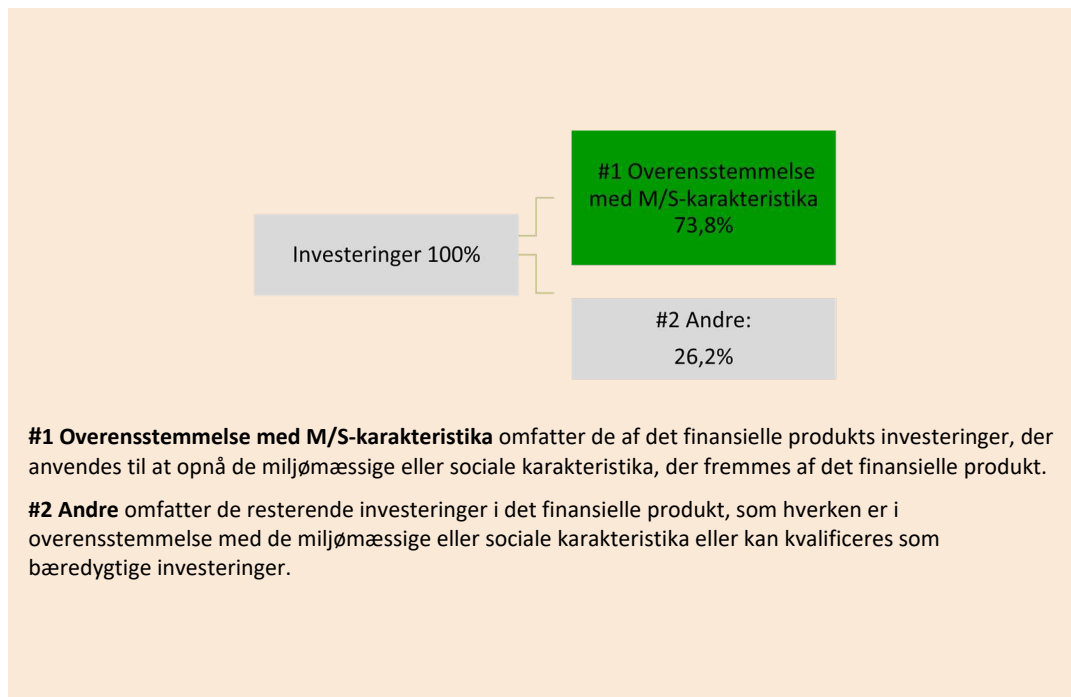 #1 Overensstemmelse
med M/S-karakteristika
73,8%
Investeringer 100%
#2 Andre:
26,2%
#1 Overensstemmelse med M/S-karakteristika omfatter de af det finansielle produkts investeringer, der
anvendes til at opnå de miljømæssige eller sociale karakteristika, der fremmes af det finansielle produkt.
#2 Andre omfatter de resterende investeringer i det finansielle produkt, som hverken er i
overensstemmelse med de miljømæssige eller sociale karakteristika eller kan kvalificeres som
bæredygtige investeringer.